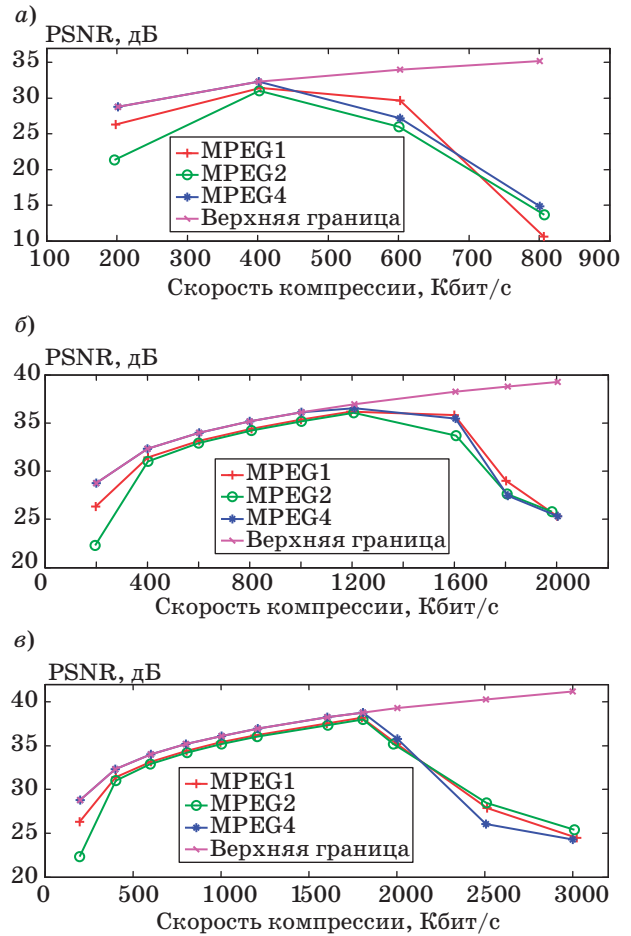 а)
PSNR, дБ
35
30
25
20
15
10
MPEG1
MPEG2
MPEG4
Верхняя граница
100 200 300 400 500 600 700 800 900
Скорость компрессии, Кбит/с
б)
PSNR, дБ
40
35
30
25
20
MPEG1
MPEG2
MPEG4
Верхняя граница
0 400 800 1200 1600 2000
Скорость компрессии, Кбит/с
в)
PSNR, дБ
40
35
30
25
20
MPEG1
MPEG2
MPEG4
Верхняя граница
0 500 1000 1500 2000 2500 3000
Скорость компрессии, Кбит/с